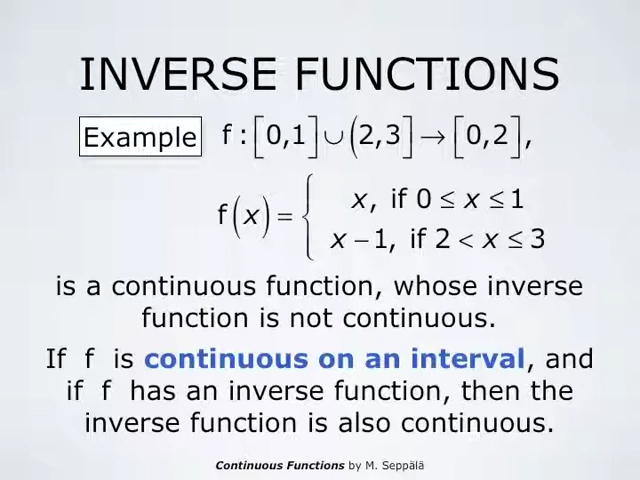 INVERSE FUNCTIONS
Example f : [0,1] ∪ (2,3] → [0,2],
f(x) = { x, if 0 ≤ x ≤ 1
x − 1, if 2 < x ≤ 3
is a continuous function, whose inverse
function is not continuous.
If f is continuous on an interval, and
if f has an inverse function, then the
inverse function is also continuous.
Continuous Functions by M. Seppälä